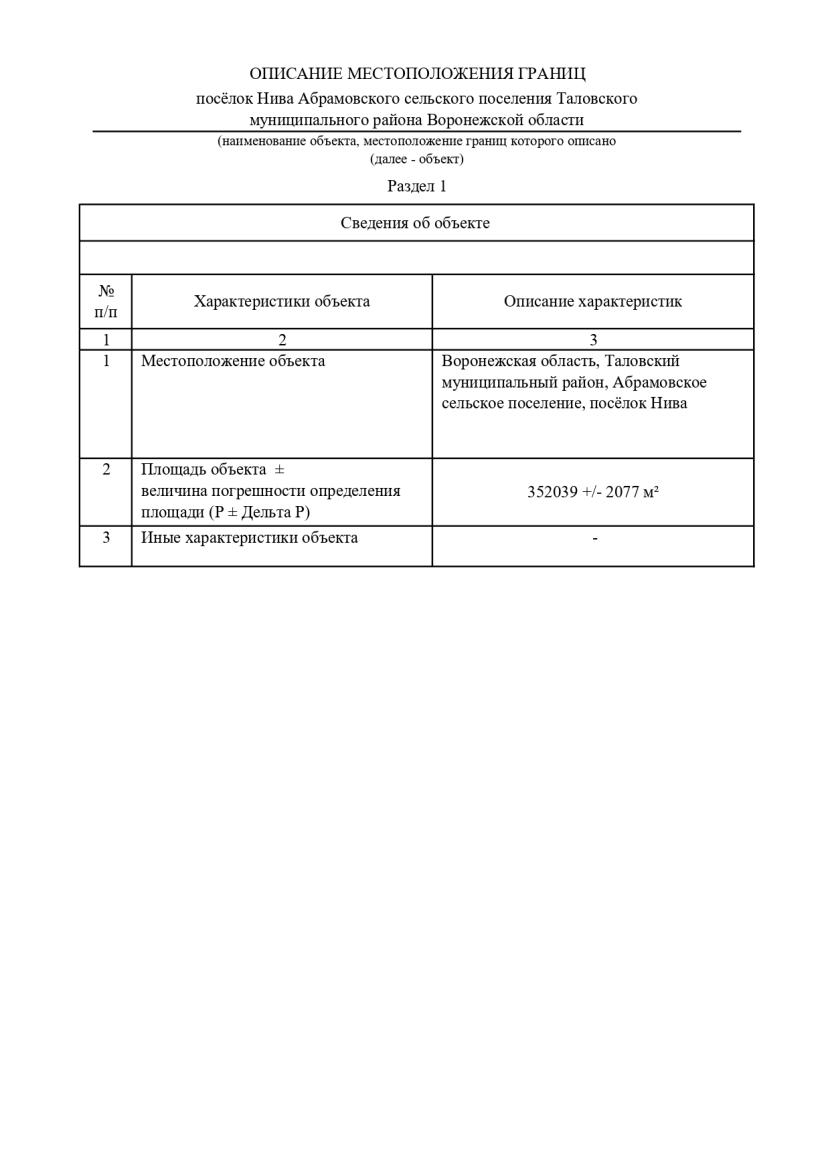 ОПИСАНИЕ МЕСТОПОЛОЖЕНИЯ ГРАНИЦ
посёлок Нива Абрамовского сельского поселения Таловского
муниципального района Воронежской области
(наименование объекта, местоположение границ которого описано
(далее - объект)
Раздел 1
Сведения об объекте
№
п/п
Характеристики объекта
Описание характеристик
1
2
3
1
Местоположение объекта
Воронежская область, Таловский
муниципальный район, Абрамовское
сельское поселение, посёлок Нива
2
Площадь объекта ±
величина погрешности определения
площади (Р ± Дельта Р)
352039 +/- 2077 м²
3
Иные характеристики объекта
-